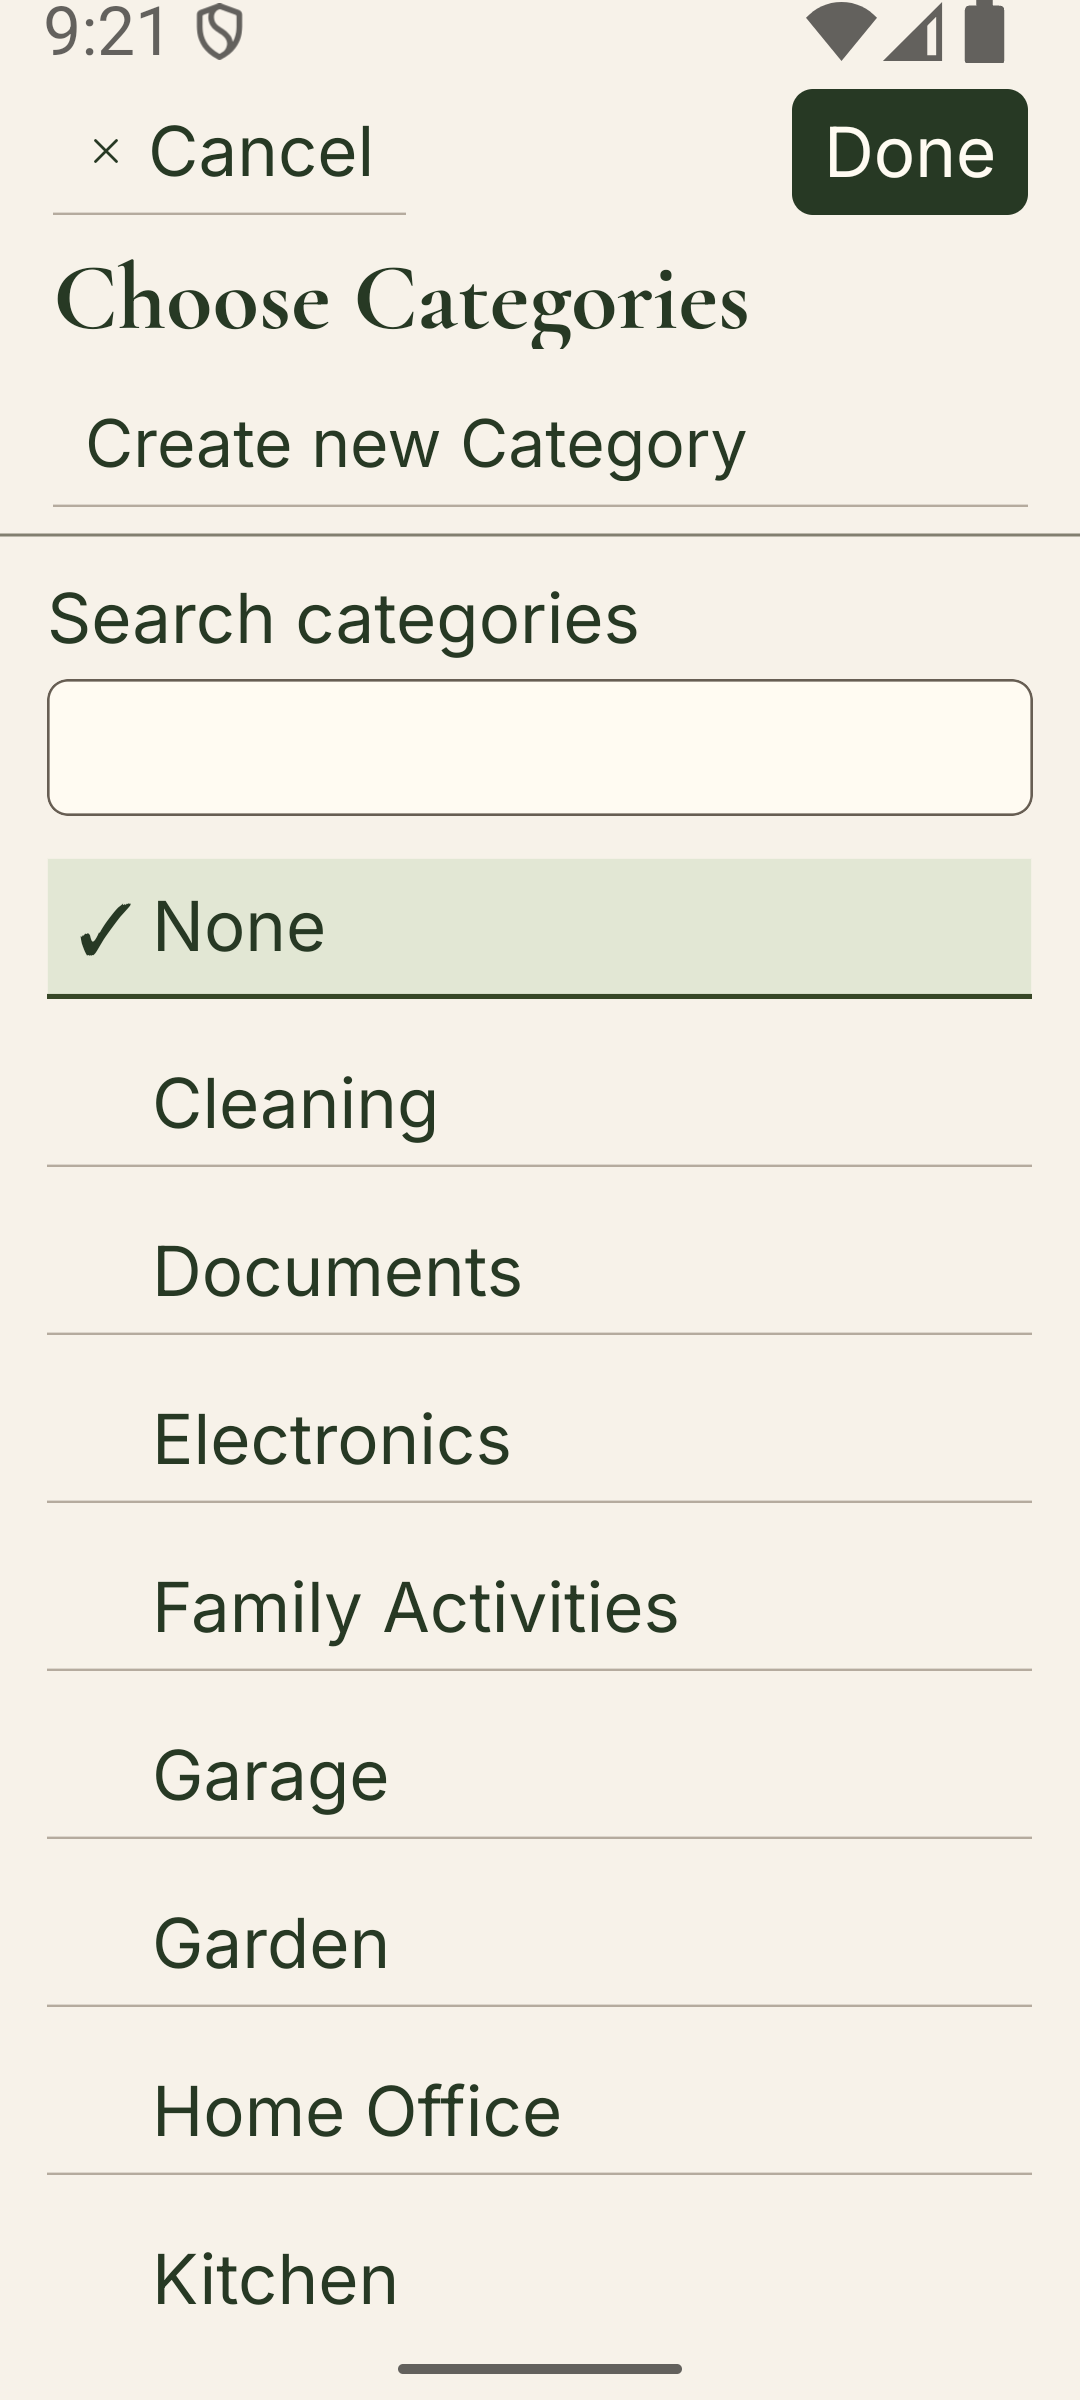 9:21
× Cancel
Done
Choose Categories
Create new Category
Search categories
✓ None
Cleaning
Documents
Electronics
Family Activities
Garage
Garden
Home Office
Kitchen